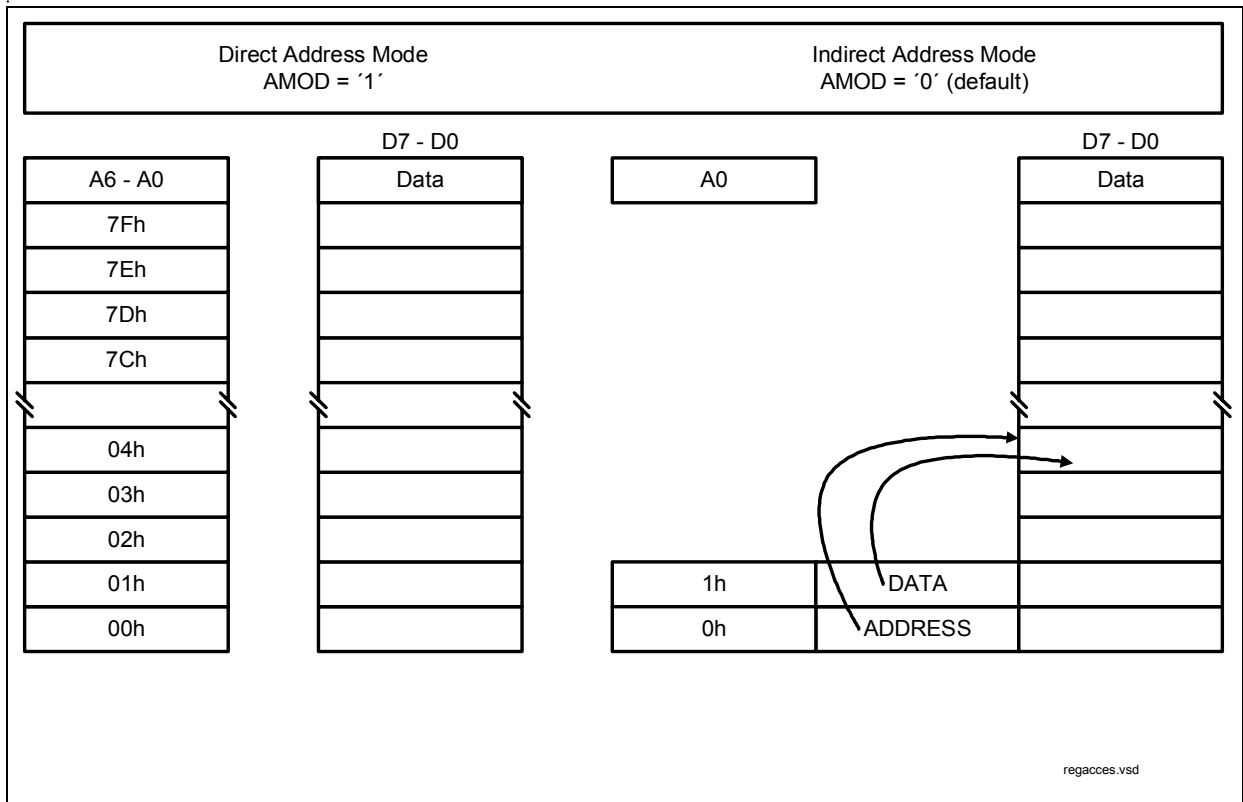 Direct Address Mode
AMOD = ´1´
Indirect Address Mode
AMOD = ´0´ (default)
D7 - D0
D7 - D0
A6 - A0
Data
A0
Data
7Fh
7Eh
7Dh
7Ch
04h
03h
02h
01h
1h
DATA
00h
0h
ADDRESS
regacces.vsd